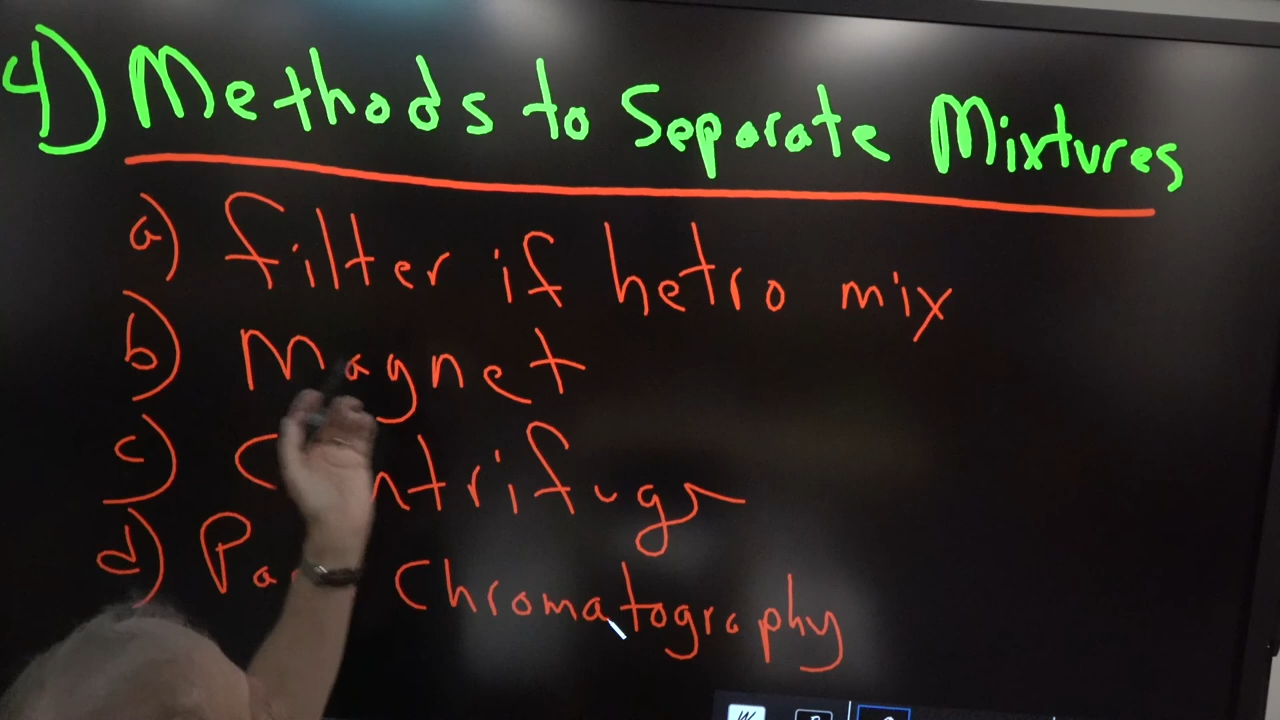 4) Methods to Separate Mixtures
a) filter if hetro mix
b) Magnet
c)
d) Chromatography